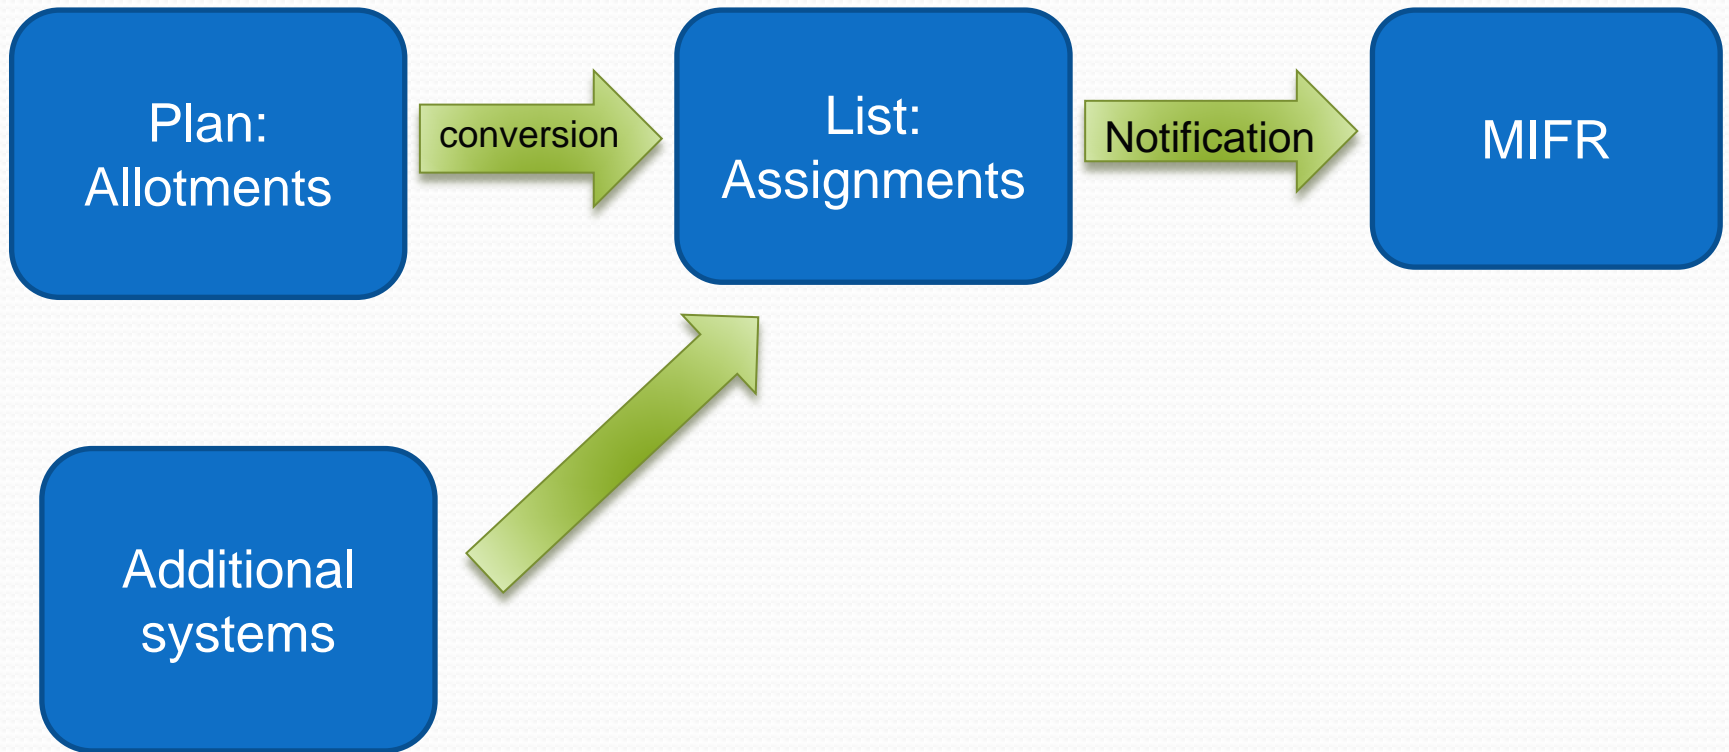 Plan:
Allotments
conversion
List:
Assignments
Notification
MIFR
Additional
systems